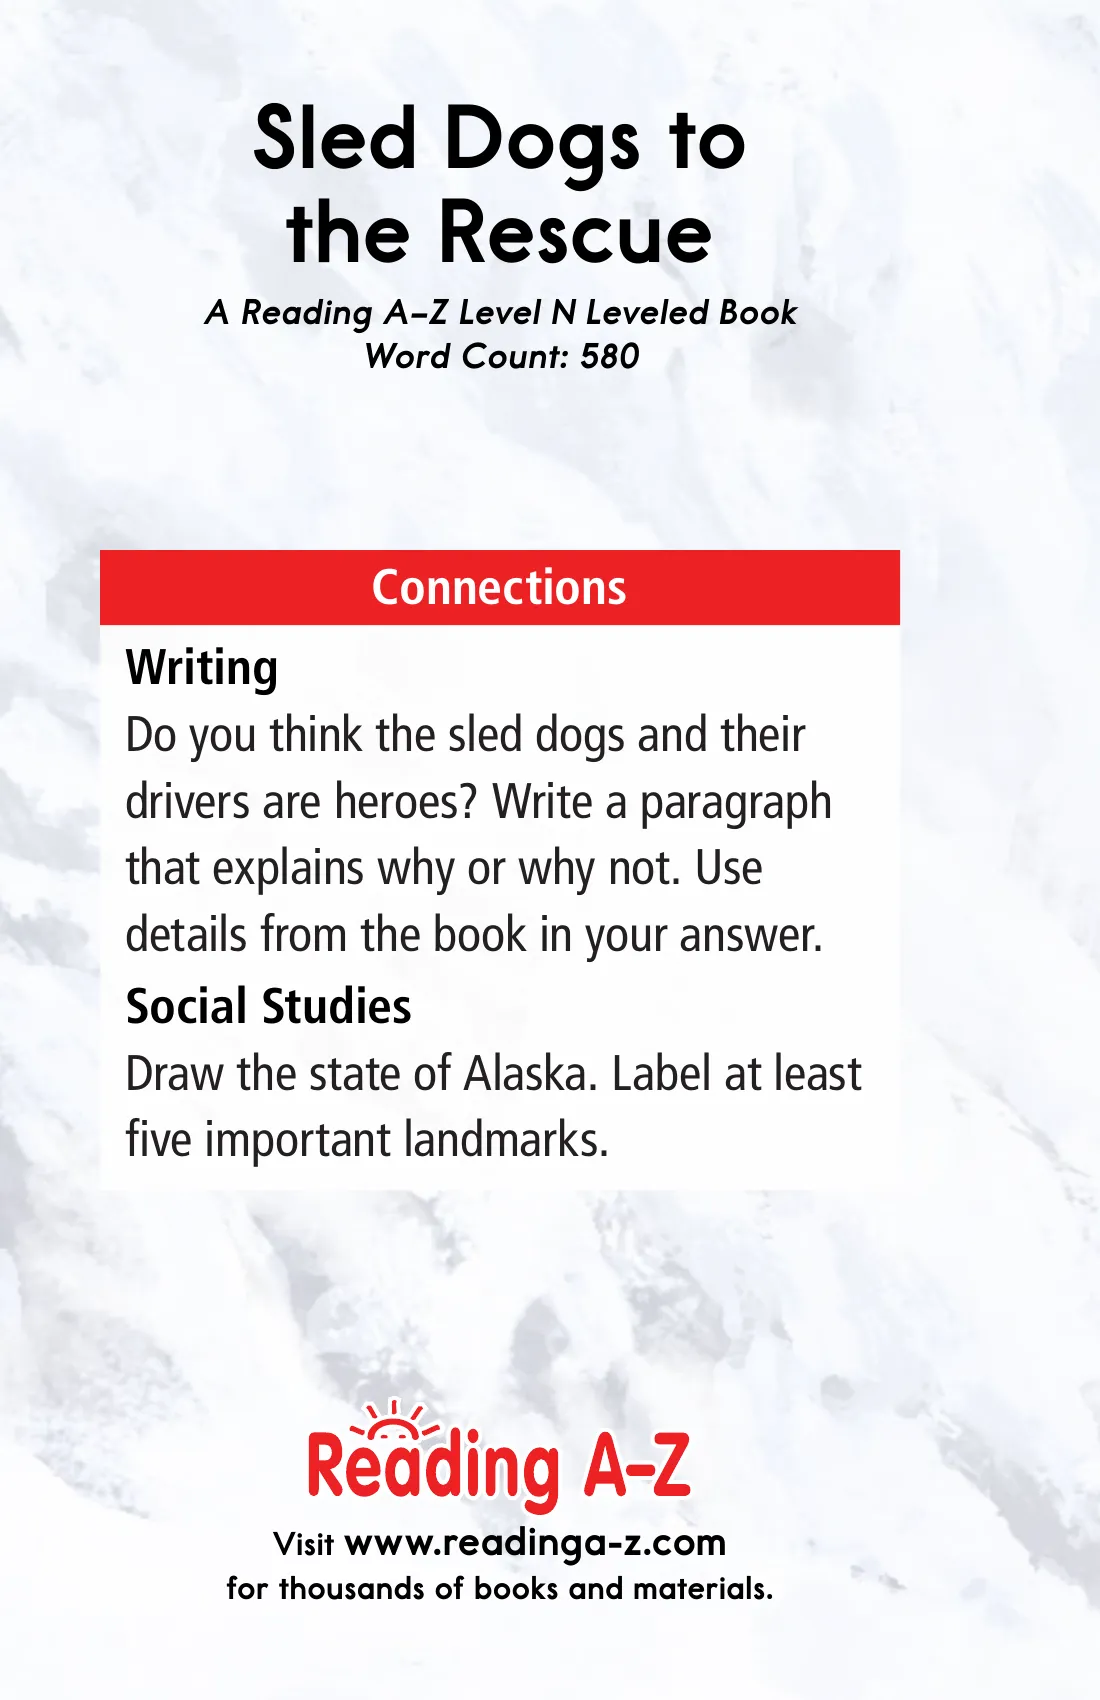 Sled Dogs to
the Rescue
A Reading A–Z Level N Leveled Book
Word Count: 580
Connections
Writing
Do you think the sled dogs and their
drivers are heroes? Write a paragraph
that explains why or why not. Use
details from the book in your answer.
Social Studies
Draw the state of Alaska. Label at least
five important landmarks.
Reading A–Z
Visit www.readinga-z.com
for thousands of books and materials.